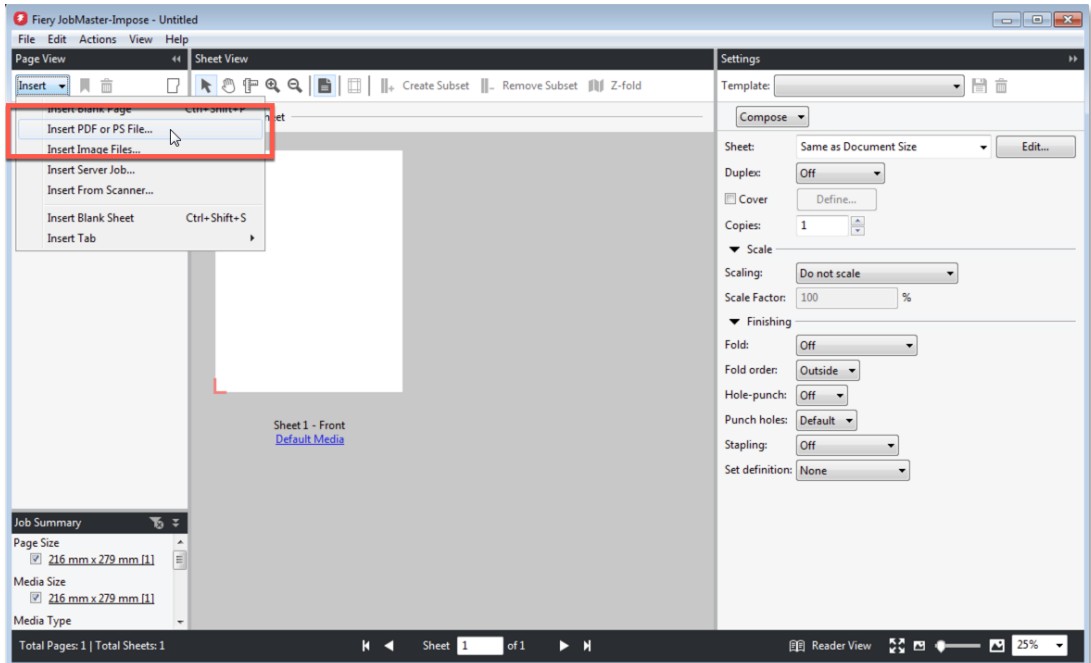 Fiery JobMaster-Impose - Untitled
File Edit Actions View Help
Page View
Sheet View
Settings
Insert
Create Subset
Remove Subset
Z-fold
Template:
Insert Blank Page Ctrl+Shift+P
Insert PDF or PS File...
Insert Image Files...
Insert Server Job...
Insert From Scanner...
Insert Blank Sheet Ctrl+Shift+S
Insert Tab
Compose
Sheet: Same as Document Size Edit...
Duplex: Off
Cover Define...
Copies: 1
Scale
Scaling: Do not scale
Scale Factor: 100 %
Finishing
Fold: Off
Fold order: Outside
Hole-punch: Off
Punch holes: Default
Stapling: Off
Set definition: None
Sheet 1 - Front
Default Media
Job Summary
Page Size
216 mm x 279 mm [1]
Media Size
216 mm x 279 mm [1]
Media Type
Total Pages: 1 | Total Sheets: 1
Sheet 1 of 1
Reader View
25%